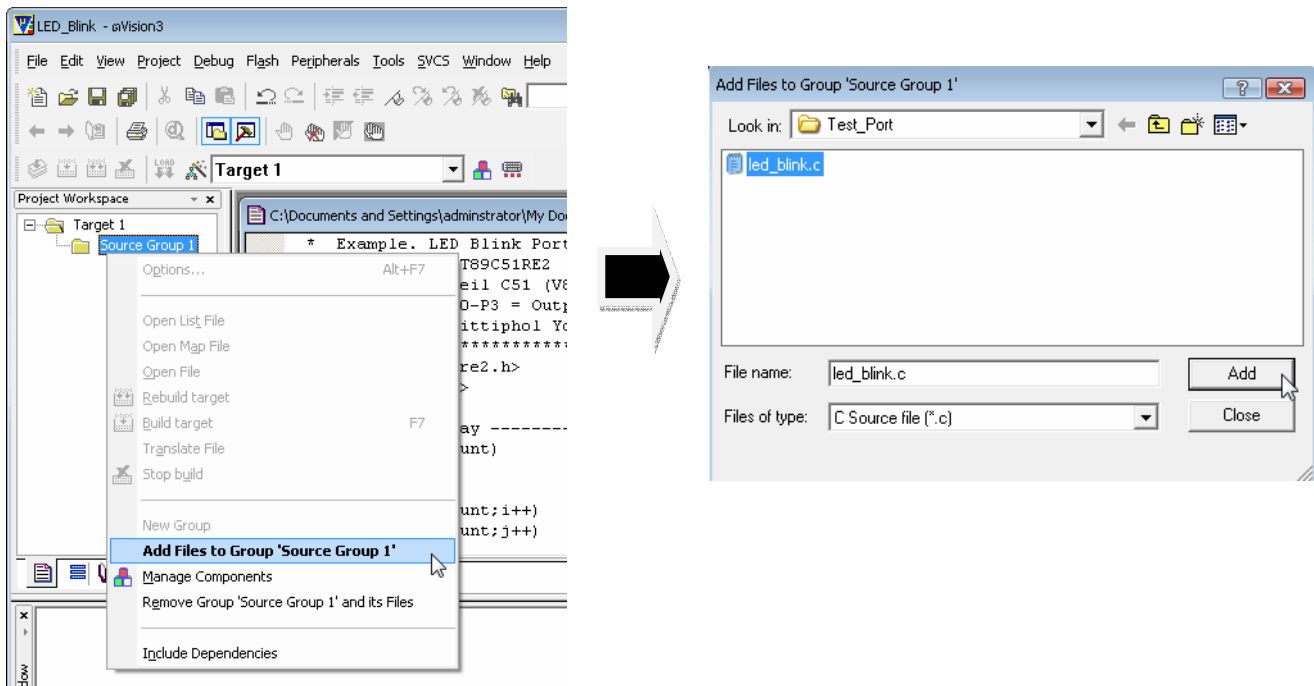 LED_Blink - µVision3
File Edit View Project Debug Flash Peripherals Tools SVCS Window Help
LOAD
Target 1
Project Workspace
Target 1
Source Group 1
C:\Documents and Settings\adminstrator\My Do
* Example. LED Blink Port
T89C51RE2
eil C51 (V8
0-P3 = Outp
ittiphol Yo
************
re2.h>
>
ay --------
unt)
unt;i++)
unt;j++)
Options... Alt+F7
Open List File
Open Map File
Open File
Rebuild target
Build target F7
Translate File
Stop build
New Group
Add Files to Group 'Source Group 1'
Manage Components
Remove Group 'Source Group 1' and its Files
Include Dependencies
Add Files to Group 'Source Group 1'
Look in: Test_Port
led_blink.c
File name: led_blink.c
Add
Files of type: C Source file (*.c)
Close